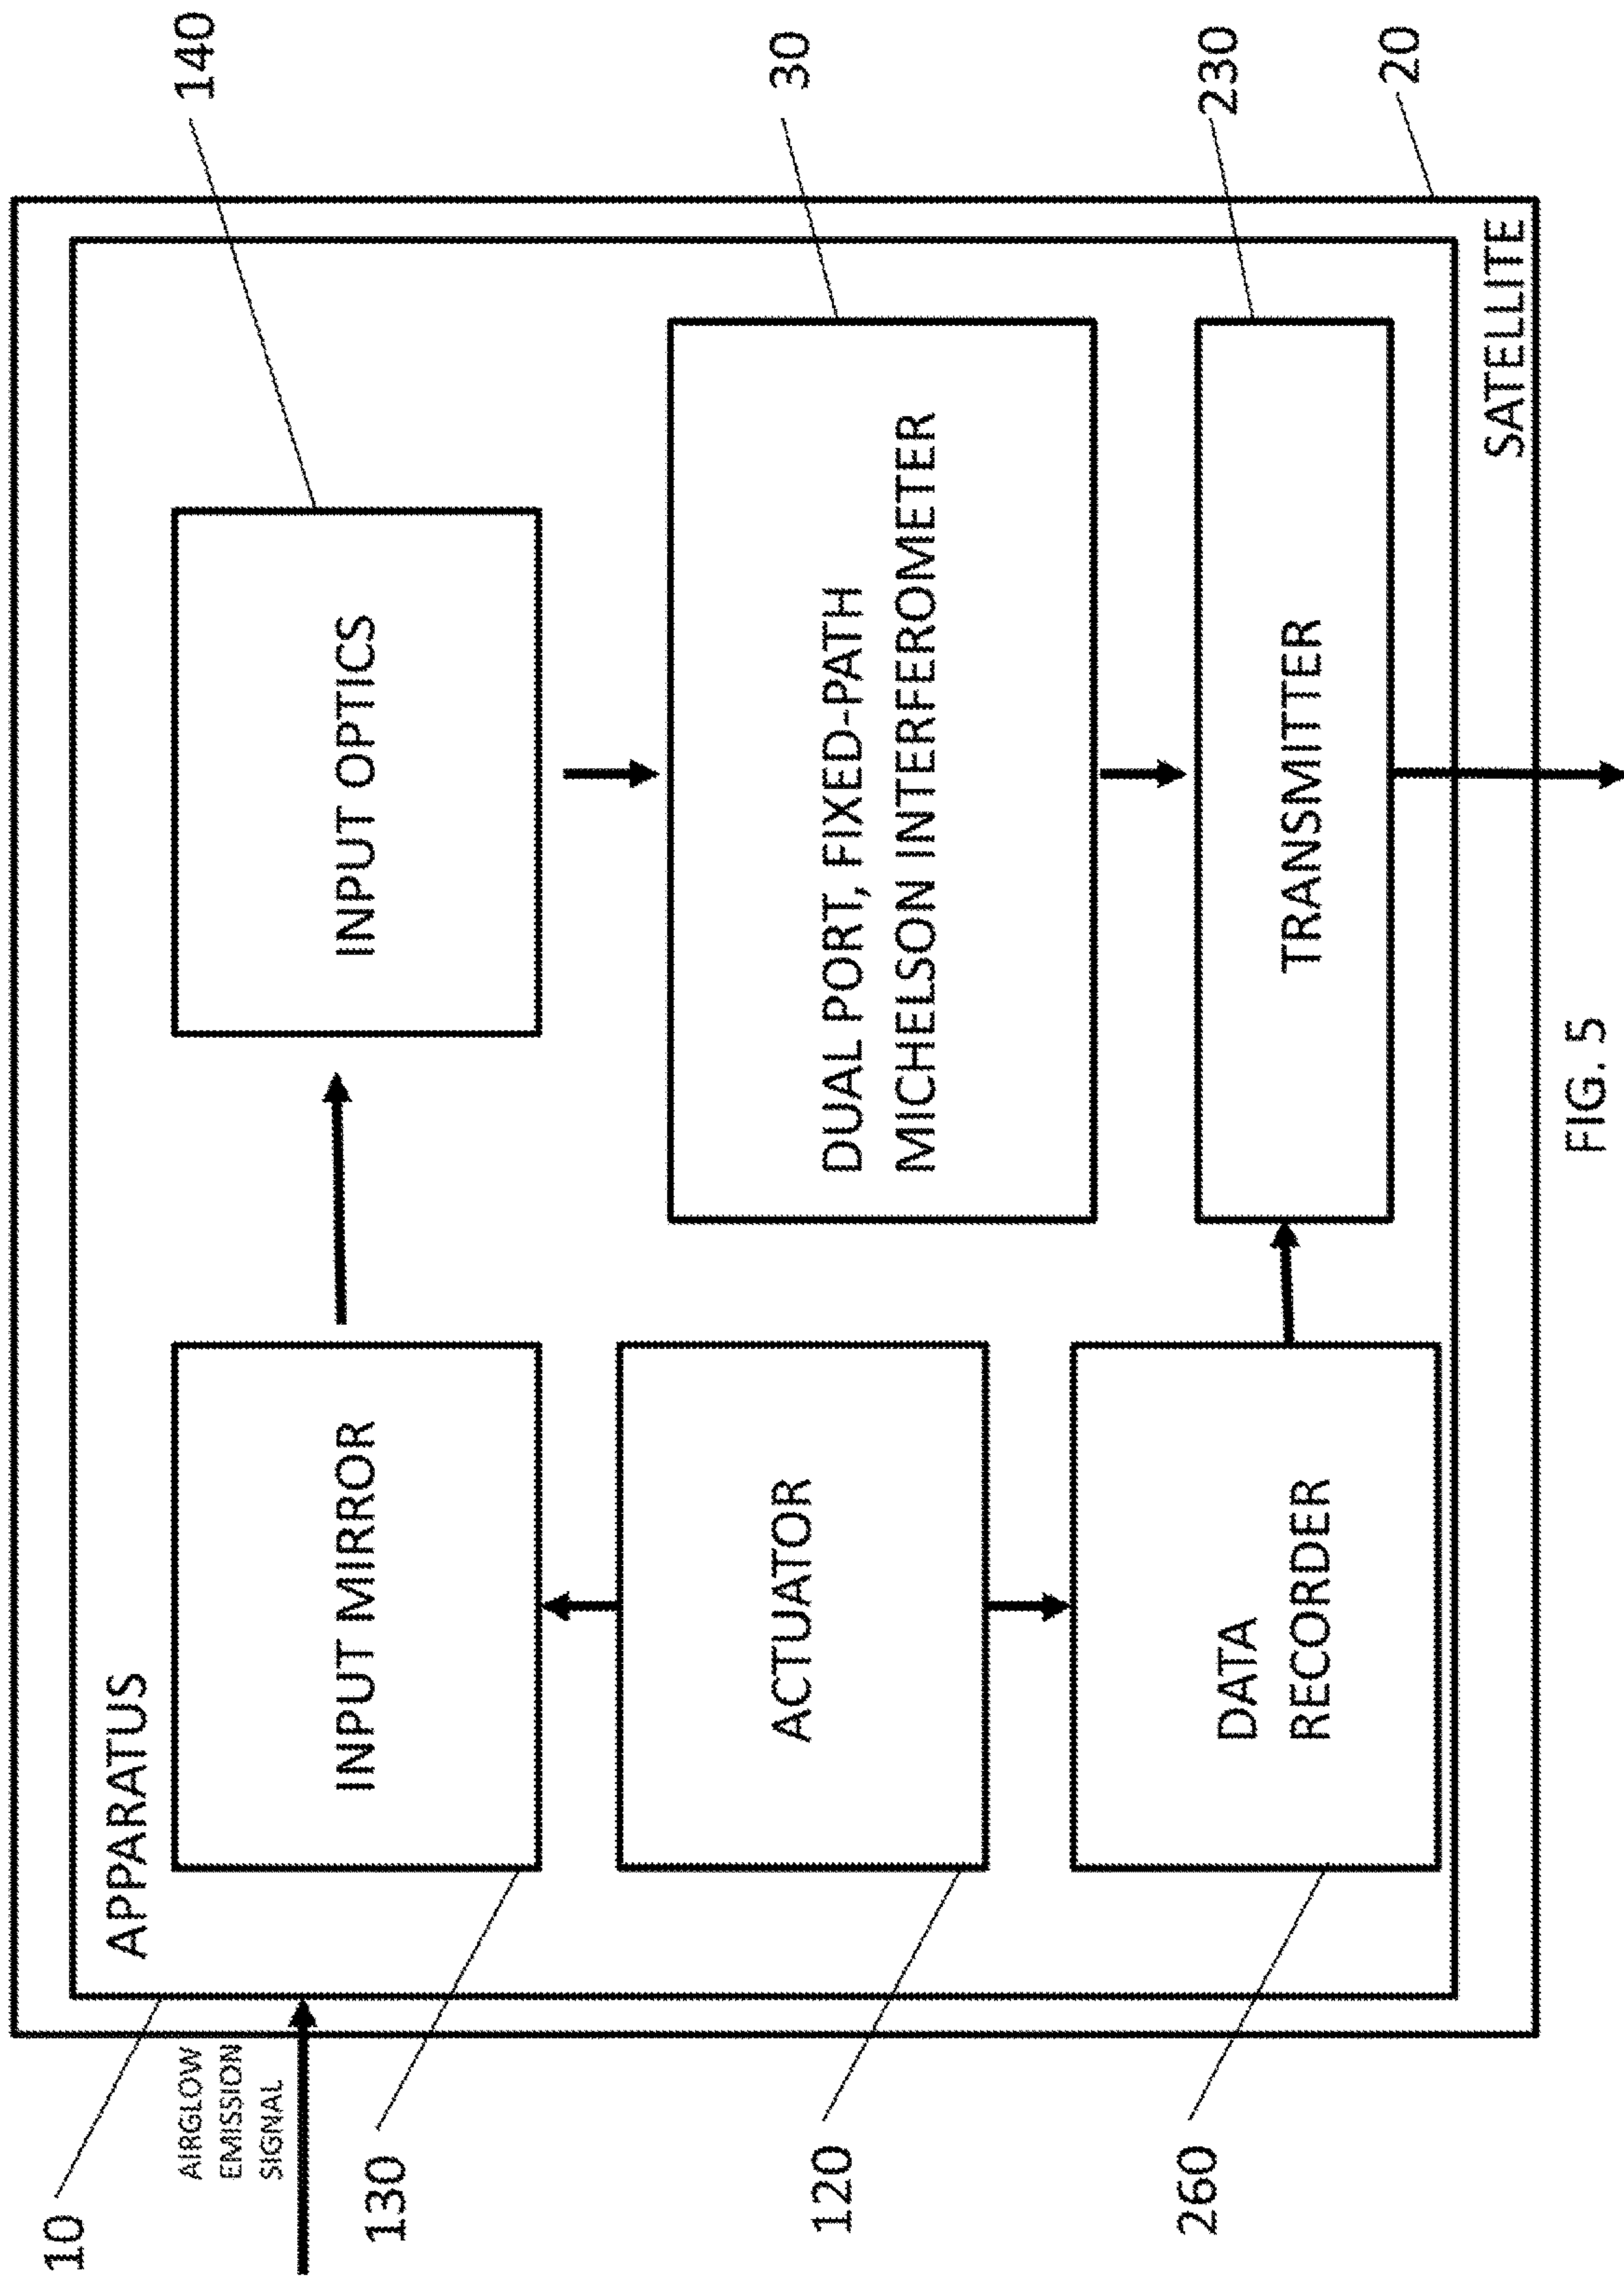 10
APPARATUS
140
AIRGLOW
EMISSION
SIGNAL
INPUT MIRROR
INPUT OPTICS
130
30
ACTUATOR
DUAL PORT, FIXED-PATH
MICHELSON INTERFEROMETER
120
230
DATA
RECORDER
TRANSMITTER
260
20
SATELLITE
FIG. 5